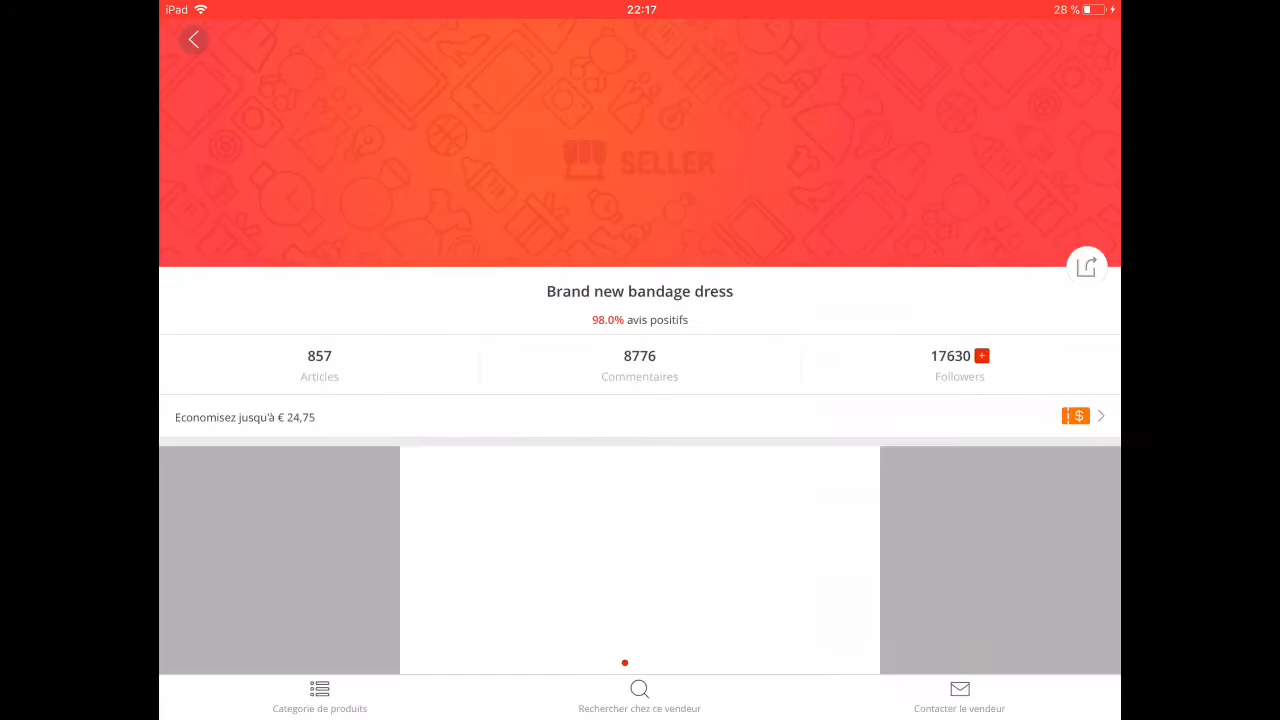 iPad 22:17 28 %
SELLER
Brand new bandage dress
98.0% avis positifs
857 8776 17630 +
Articles Commentaires Followers
Economisez jusqu'à € 24,75 $
Categorie de produits Rechercher chez ce vendeur Contacter le vendeur